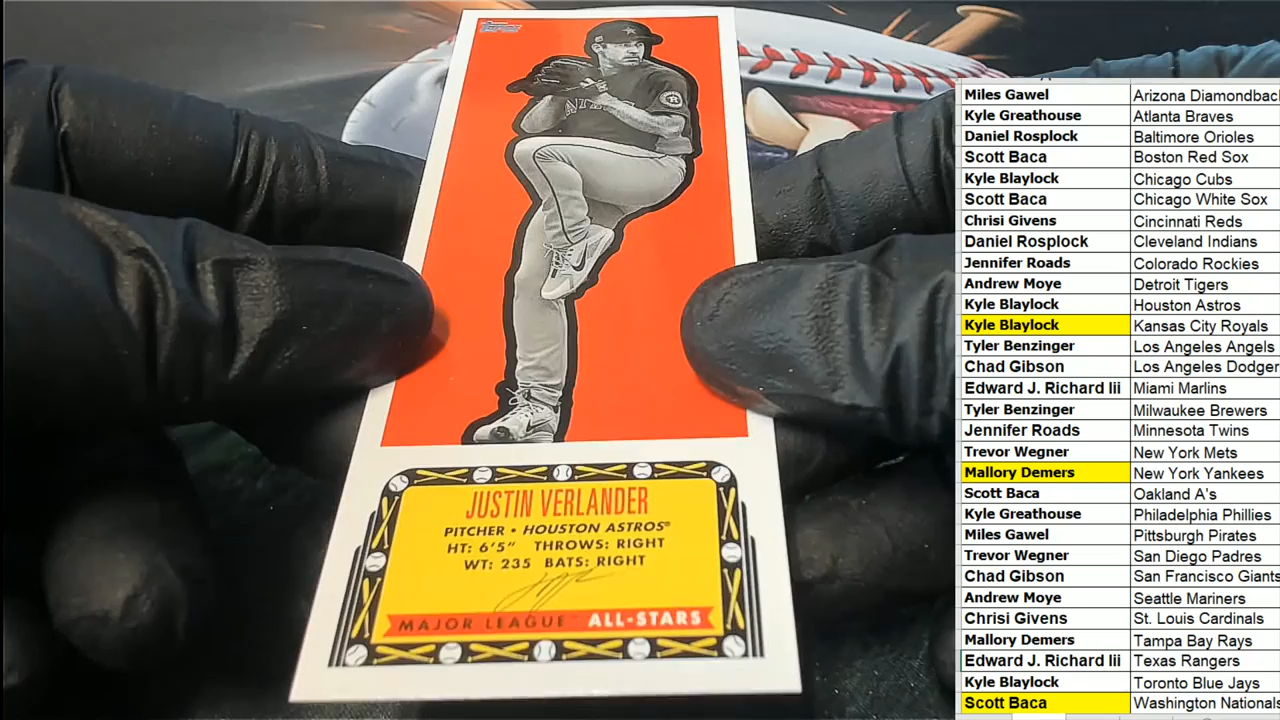 Topps
JUSTIN VERLANDER
PITCHER • HOUSTON ASTROS®
HT: 6'5" THROWS: RIGHT
WT: 235 BATS: RIGHT
MAJOR LEAGUE™ ALL-STARS
Miles Gawel Arizona Diamondbac
Kyle Greathouse Atlanta Braves
Daniel Rosplock Baltimore Orioles
Scott Baca Boston Red Sox
Kyle Blaylock Chicago Cubs
Scott Baca Chicago White Sox
Chrisi Givens Cincinnati Reds
Daniel Rosplock Cleveland Indians
Jennifer Roads Colorado Rockies
Andrew Moye Detroit Tigers
Kyle Blaylock Houston Astros
Kyle Blaylock Kansas City Royals
Tyler Benzinger Los Angeles Angels
Chad Gibson Los Angeles Dodger
Edward J. Richard Iii Miami Marlins
Tyler Benzinger Milwaukee Brewers
Jennifer Roads Minnesota Twins
Trevor Wegner New York Mets
Mallory Demers New York Yankees
Scott Baca Oakland A's
Kyle Greathouse Philadelphia Phillies
Miles Gawel Pittsburgh Pirates
Trevor Wegner San Diego Padres
Chad Gibson San Francisco Giants
Andrew Moye Seattle Mariners
Chrisi Givens St. Louis Cardinals
Mallory Demers Tampa Bay Rays
Edward J. Richard Iii Texas Rangers
Kyle Blaylock Toronto Blue Jays
Scott Baca Washington Nationals